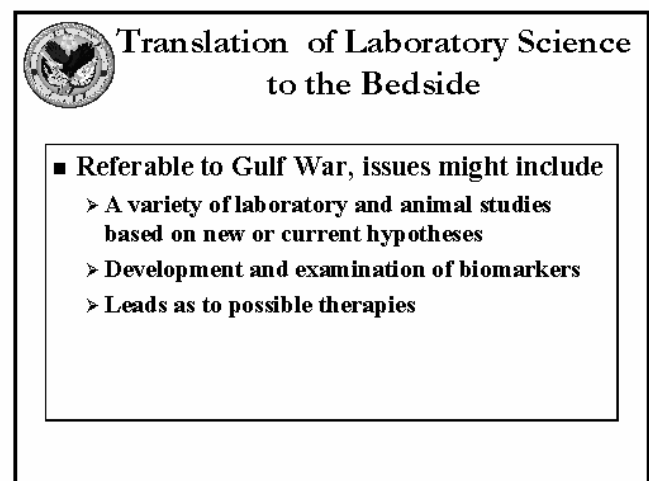 Translation of Laboratory Science
to the Bedside
■ Referable to Gulf War, issues might include
➢ A variety of laboratory and animal studies
based on new or current hypotheses
➢ Development and examination of biomarkers
➢ Leads as to possible therapies